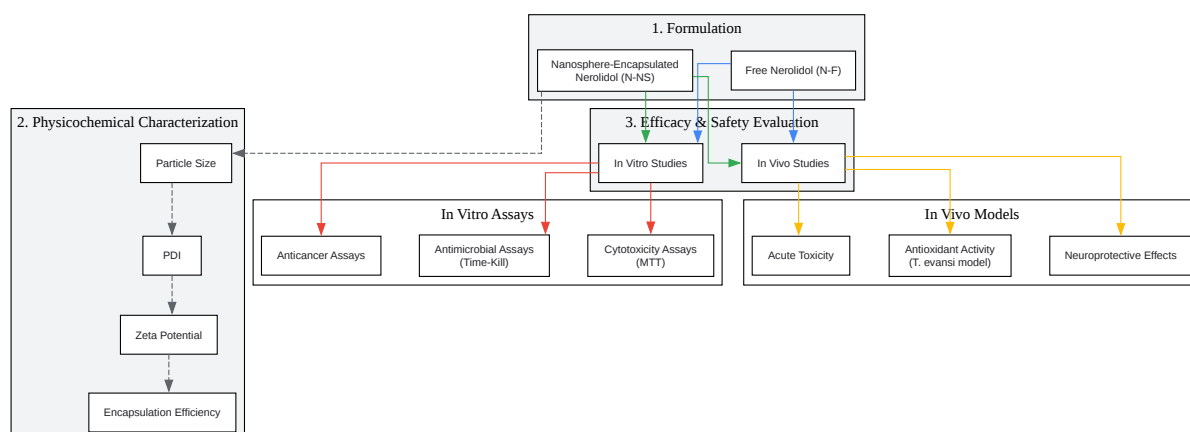 1. Formulation
Nanosphere-Encapsulated
Nerolidol (N-NS)
Free Nerolidol (N-F)
2. Physicochemical Characterization
Particle Size
PDI
Zeta Potential
Encapsulation Efficiency
3. Efficacy & Safety Evaluation
In Vitro Studies
In Vivo Studies
In Vitro Assays
Anticancer Assays
Antimicrobial Assays
(Time-Kill)
Cytotoxicity Assays
(MTT)
In Vivo Models
Acute Toxicity
Antioxidant Activity
(T. evansi model)
Neuroprotective Effects